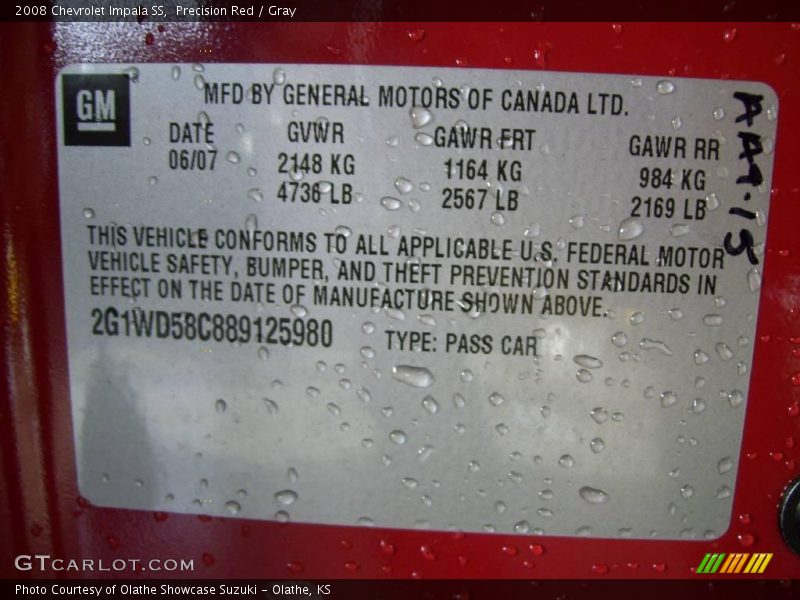 2008 Chevrolet Impala SS, Precision Red / Gray
GM
MFD BY GENERAL MOTORS OF CANADA LTD.
DATE GVWR GAWR FRT GAWR RR
06/07 2148 KG 1164 KG 984 KG
4736 LB 2567 LB 2169 LB
THIS VEHICLE CONFORMS TO ALL APPLICABLE U.S. FEDERAL MOTOR
VEHICLE SAFETY, BUMPER, AND THEFT PREVENTION STANDARDS IN
EFFECT ON THE DATE OF MANUFACTURE SHOWN ABOVE.
2G1WD58C889125980 TYPE: PASS CAR
GTCARLOT.COM
Photo Courtesy of Olathe Showcase Suzuki - Olathe, KS